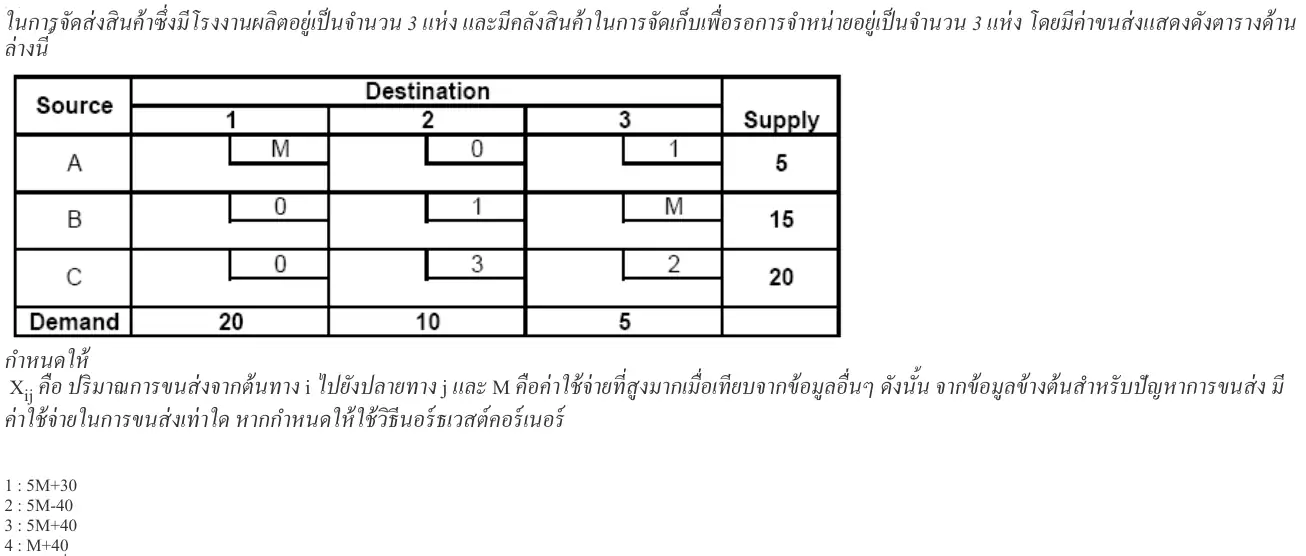 ในการจัดส่งสินค้าซึ่งมีโรงงานผลิตอยู่เป็นจำนวน 3 แห่ง และมีคลังสินค้าในการจัดเก็บเพื่อรอการจำหน่ายอยู่เป็นจำนวน 3 แห่ง โดยมีค่าขนส่งแสดงดังตารางด้าน
ล่างนี้
Source Destination Supply
1 2 3
A M 0 1 5
B 0 1 M 15
C 0 3 2 20
Demand 20 10 5
กำหนดให้
Xij คือ ปริมาณการขนส่งจากต้นทาง i ไปยังปลายทาง j และ M คือค่าใช้จ่ายที่สูงมากเมื่อเทียบจากข้อมูลอื่นๆ ดังนั้น จากข้อมูลข้างต้นสำหรับปัญหาการขนส่ง มี
ค่าใช้จ่ายในการขนส่งเท่าใด หากกำหนดให้ใช้วิธีนอร์ธเวสต์คอร์เนอร์
1 : 5M+30
2 : 5M-40
3 : 5M+40
4 : M+40